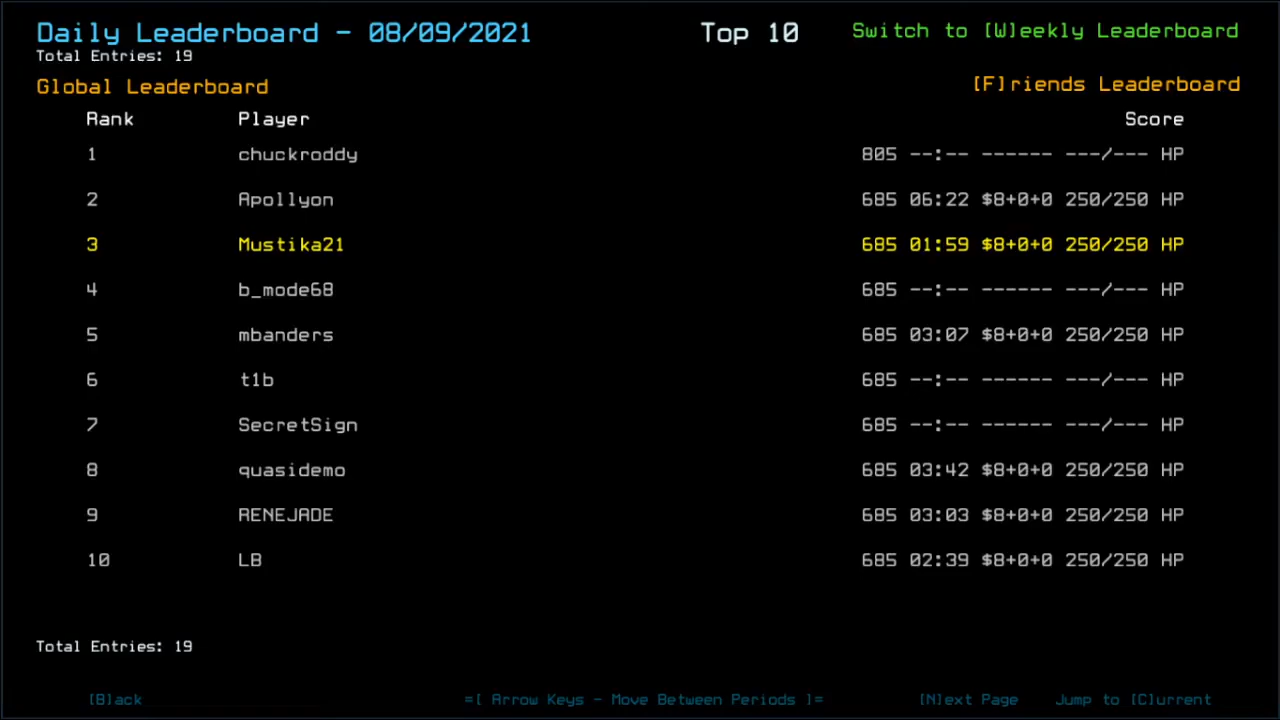 Daily Leaderboard - 08/09/2021 Top 10 Switch to [W]eekly Leaderboard
Total Entries: 19
Global Leaderboard [F]riends Leaderboard
Rank Player Score
1 chuckroddy 805 --:-- ------ ---/--- HP
2 Apollyon 685 06:22 $8+0+0 250/250 HP
3 Mustika21 685 01:59 $8+0+0 250/250 HP
4 b_mode68 685 --:-- ------ ---/--- HP
5 mbanders 685 03:07 $8+0+0 250/250 HP
6 t1b 685 --:-- ------ ---/--- HP
7 SecretSign 685 --:-- ------ ---/--- HP
8 quasidemo 685 03:42 $8+0+0 250/250 HP
9 RENEJADE 685 03:03 $8+0+0 250/250 HP
10 LB 685 02:39 $8+0+0 250/250 HP
Total Entries: 19
[B]ack =[ Arrow Keys - Move Between Periods ]= [N]ext Page Jump to [C]urrent